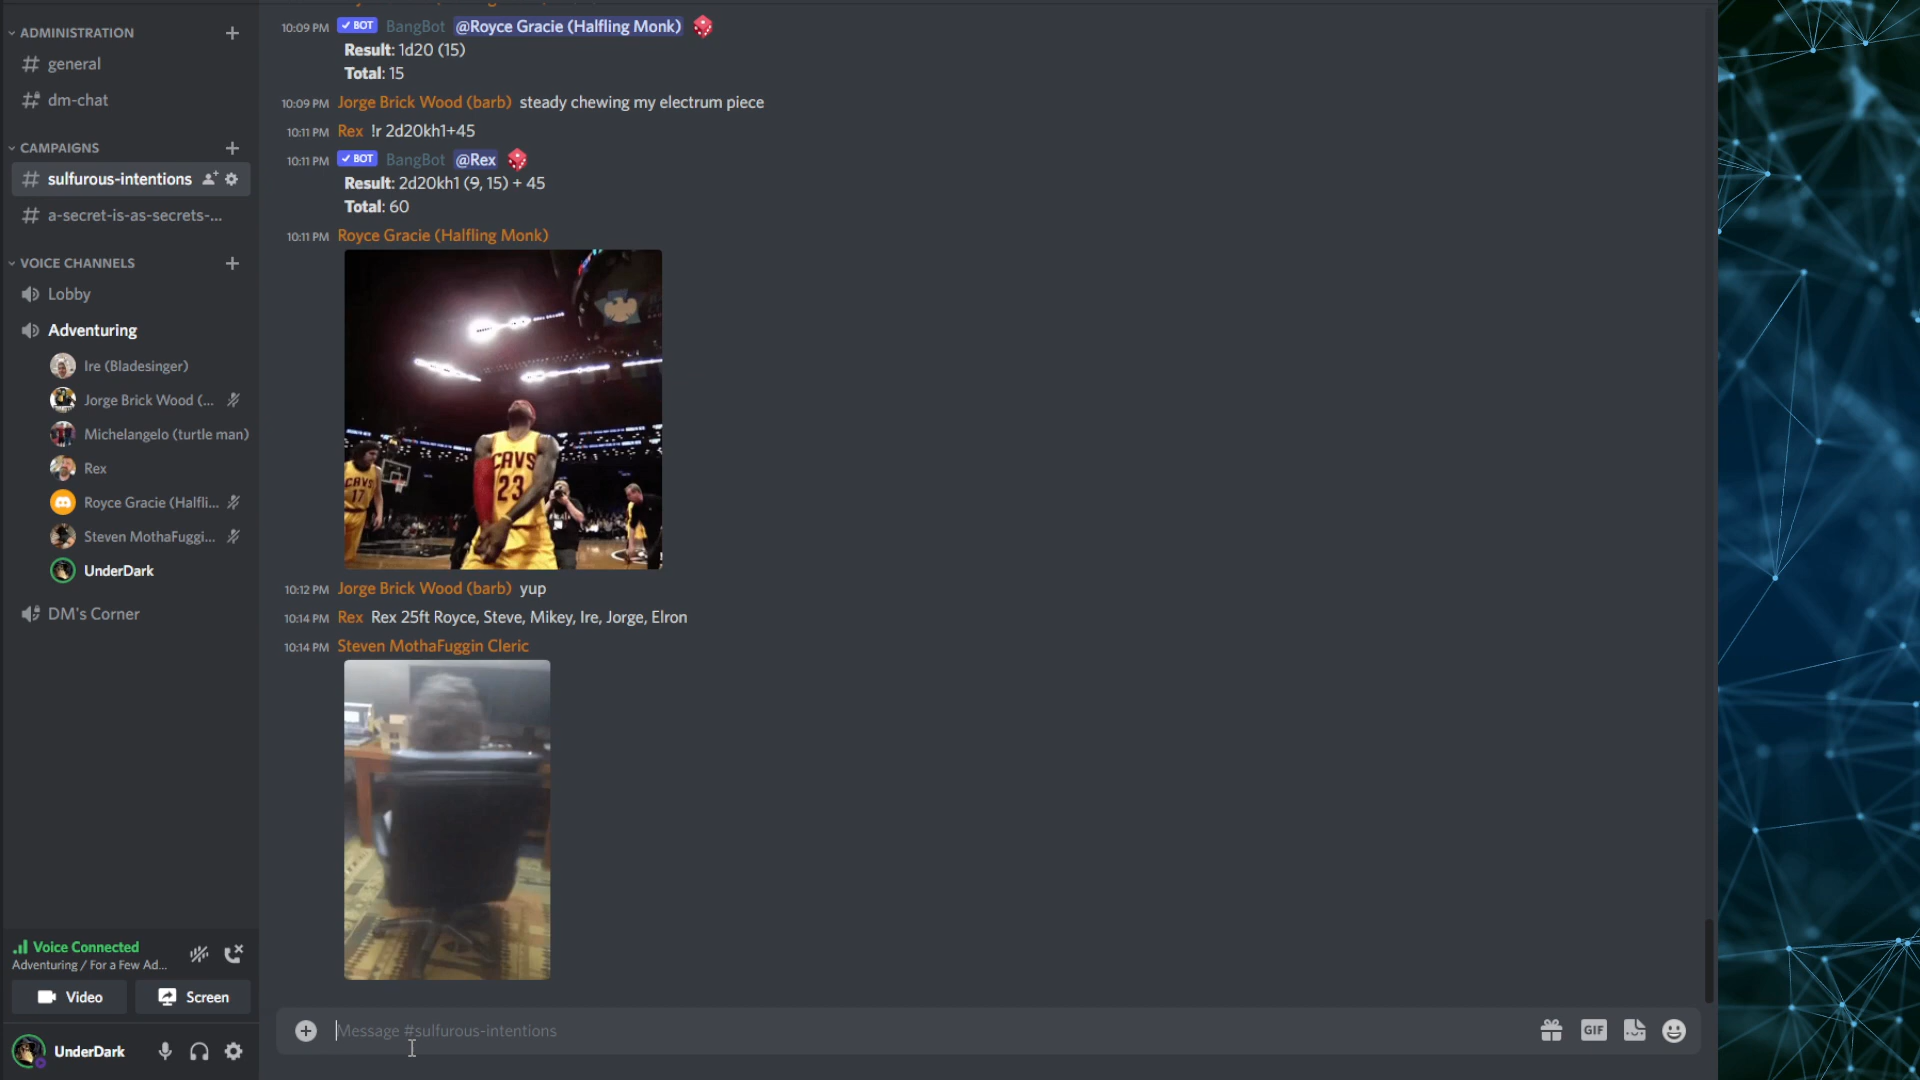 ADMINISTRATION
general
dm-chat
CAMPAIGNS
sulfurous-intentions
a-secret-is-as-secrets-...
VOICE CHANNELS
Lobby
Adventuring
Ire (Bladesinger)
Jorge Brick Wood (...
Michelangelo (turtle man)
Rex
Royce Gracie (Halfli...
Steven MothaFuggi...
UnderDark
DM's Corner
Voice Connected
Adventuring / For a Few Ad...
Video Screen
UnderDark
10:09 PM BOT BangBot @Royce Gracie (Halfling Monk)
Result: 1d20 (15)
Total: 15
10:09 PM Jorge Brick Wood (barb) steady chewing my electrum piece
10:11 PM Rex !r 2d20kh1+45
10:11 PM BOT BangBot @Rex
Result: 2d20kh1 (9, 15) + 45
Total: 60
10:11 PM Royce Gracie (Halfling Monk)
CAVS
23
CAVS
17
10:12 PM Jorge Brick Wood (barb) yup
10:14 PM Rex Rex 25ft Royce, Steve, Mikey, Ire, Jorge, Elron
10:14 PM Steven MothaFuggin Cleric
Message #sulfurous-intentions
GIF